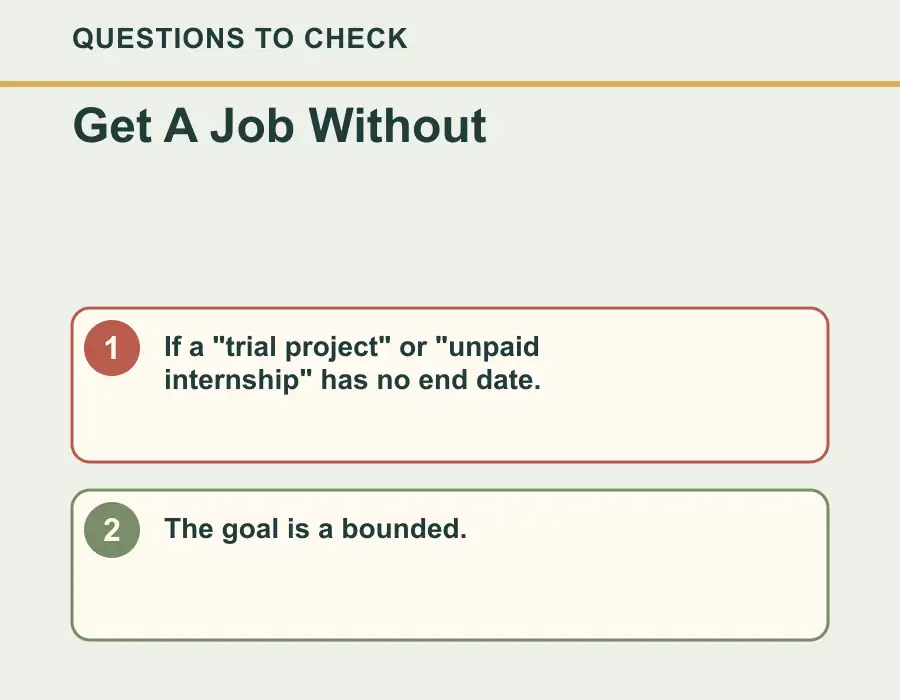 QUESTIONS TO CHECK
Get A Job Without
1
If a "trial project" or "unpaid
internship" has no end date.
2
The goal is a bounded.